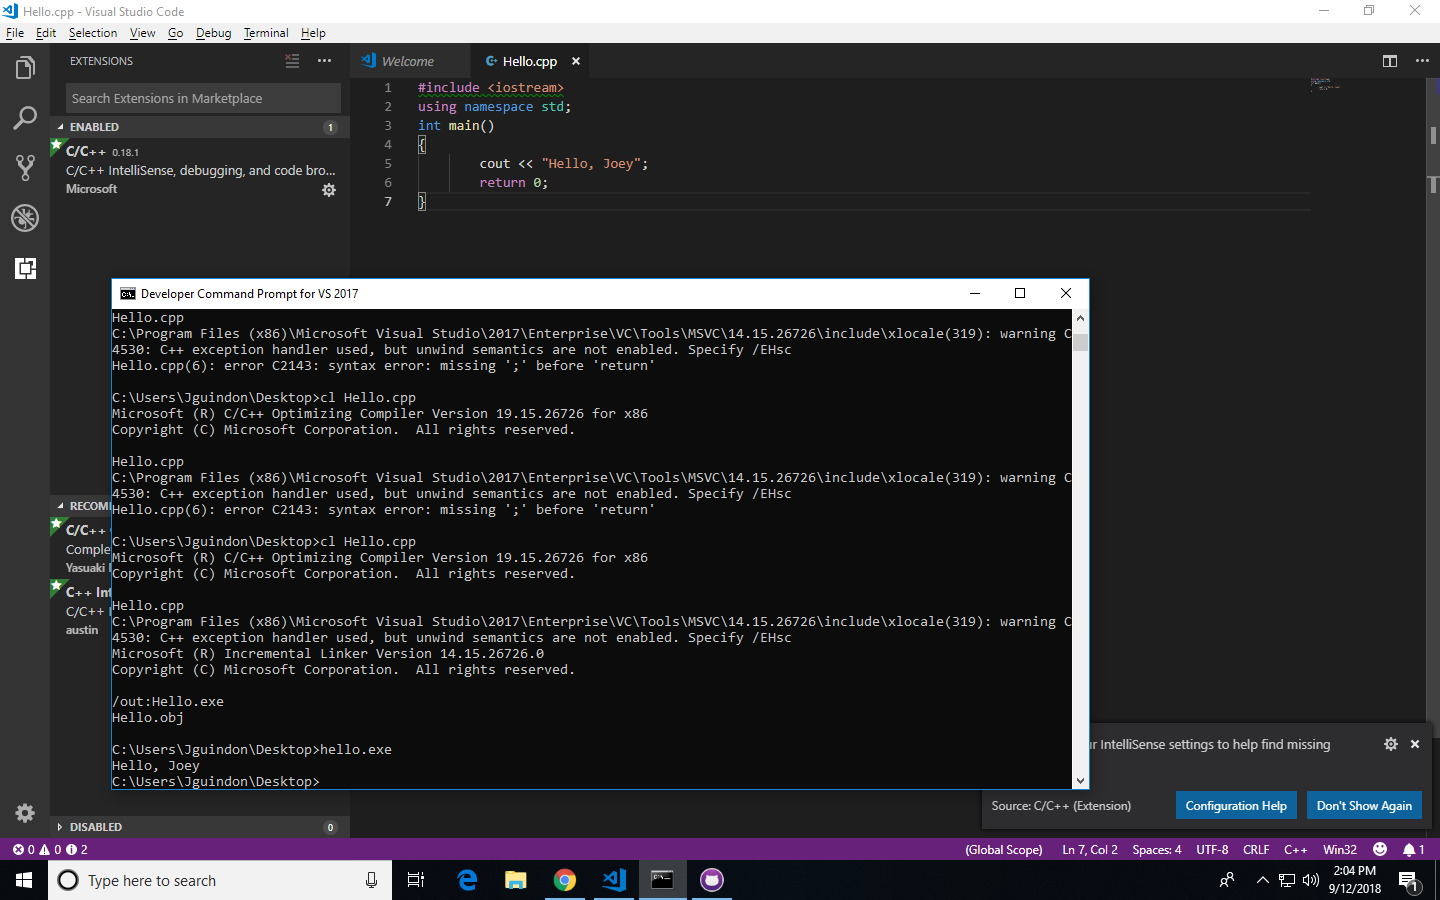 Hello.cpp - Visual Studio Code
File Edit Selection View Go Debug Terminal Help
EXTENSIONS
Search Extensions in Marketplace
ENABLED 1
C/C++ 0.18.1
C/C++ IntelliSense, debugging, and code bro...
Microsoft
RECOM
C/C++
Comple
Yasuaki
C++ Int
C/C++
austin
DISABLED 0
Welcome
Hello.cpp
1 #include <iostream>
2 using namespace std;
3 int main()
4 {
5 cout << "Hello, Joey";
6 return 0;
7 }
Developer Command Prompt for VS 2017
Hello.cpp
C:\Program Files (x86)\Microsoft Visual Studio\2017\Enterprise\VC\Tools\MSVC\14.15.26726\include\xlocale(319): warning C
4530: C++ exception handler used, but unwind semantics are not enabled. Specify /EHsc
Hello.cpp(6): error C2143: syntax error: missing ';' before 'return'
C:\Users\Jguindon\Desktop>cl Hello.cpp
Microsoft (R) C/C++ Optimizing Compiler Version 19.15.26726 for x86
Copyright (C) Microsoft Corporation.  All rights reserved.
Hello.cpp
C:\Program Files (x86)\Microsoft Visual Studio\2017\Enterprise\VC\Tools\MSVC\14.15.26726\include\xlocale(319): warning C
4530: C++ exception handler used, but unwind semantics are not enabled. Specify /EHsc
Hello.cpp(6): error C2143: syntax error: missing ';' before 'return'
C:\Users\Jguindon\Desktop>cl Hello.cpp
Microsoft (R) C/C++ Optimizing Compiler Version 19.15.26726 for x86
Copyright (C) Microsoft Corporation.  All rights reserved.
Hello.cpp
C:\Program Files (x86)\Microsoft Visual Studio\2017\Enterprise\VC\Tools\MSVC\14.15.26726\include\xlocale(319): warning C
4530: C++ exception handler used, but unwind semantics are not enabled. Specify /EHsc
Microsoft (R) Incremental Linker Version 14.15.26726.0
Copyright (C) Microsoft Corporation.  All rights reserved.
/out:Hello.exe
Hello.obj
C:\Users\Jguindon\Desktop>hello.exe
Hello, Joey
C:\Users\Jguindon\Desktop>
IntelliSense settings to help find missing
Source: C/C++ (Extension) Configuration Help Don't Show Again
0 0 2 (Global Scope) Ln 7, Col 2 Spaces: 4 UTF-8 CRLF C++ Win32 1
Type here to search
2:04 PM
9/12/2018
1